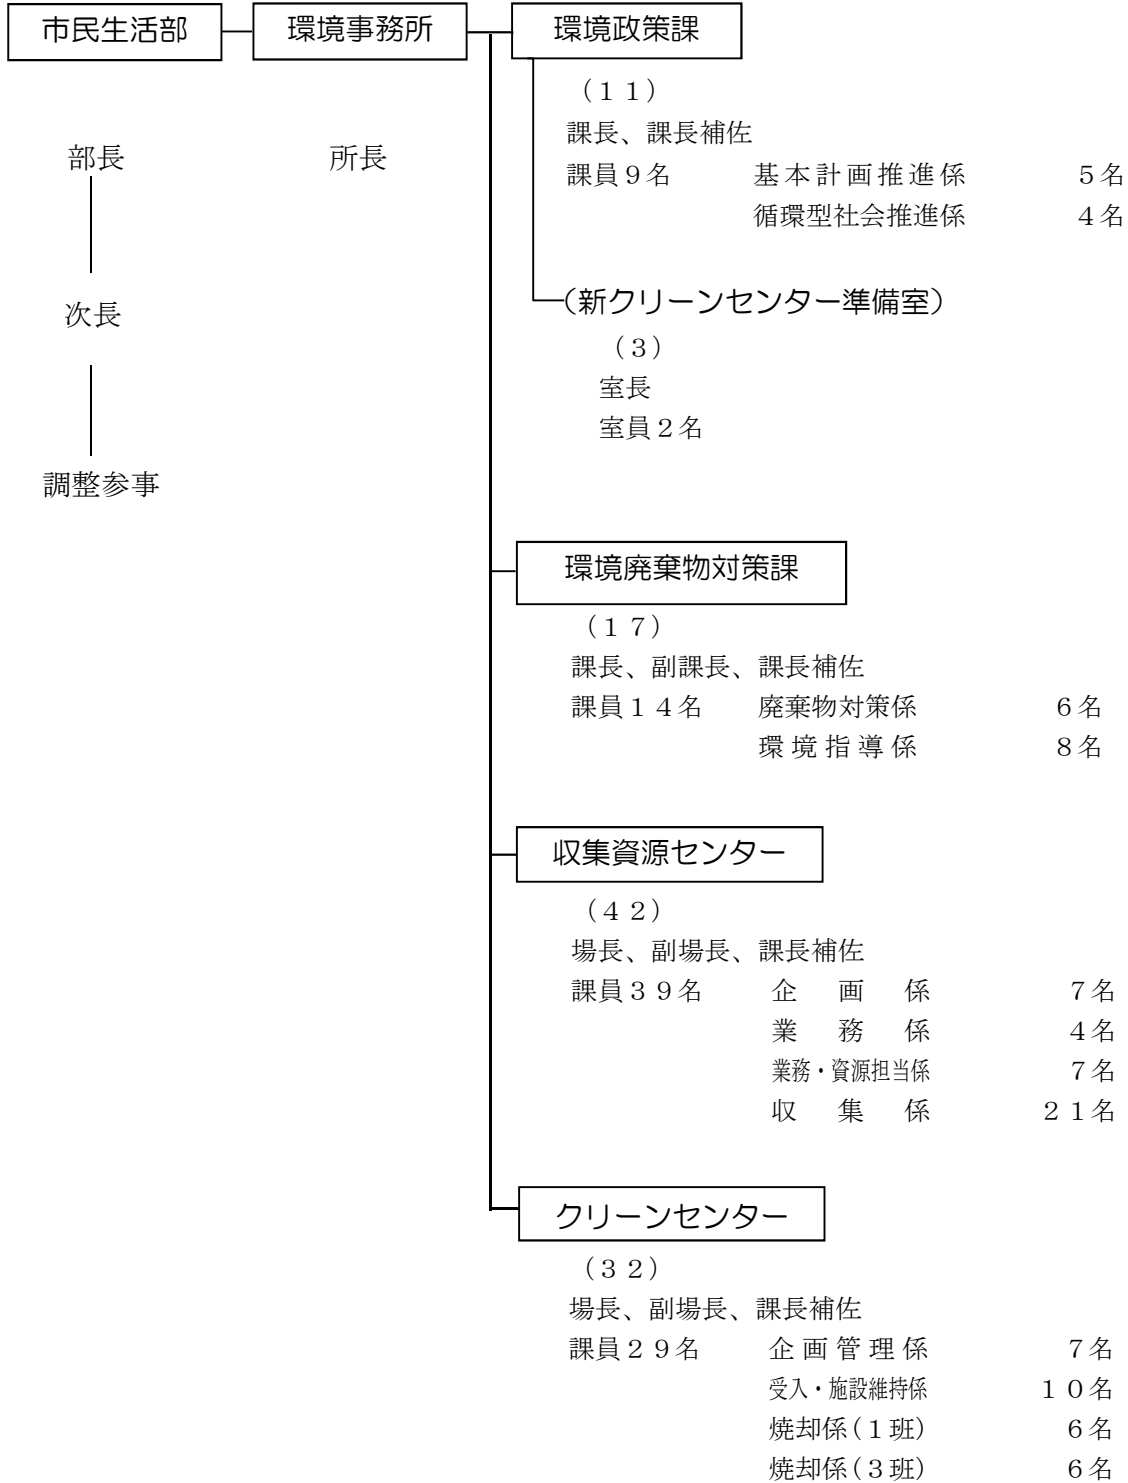 市民生活部 環境事務所 環境政策課
（１１）
課長、課長補佐
部長 所長
課員９名 基本計画推進係 ５名
循環型社会推進係 ４名
（新クリーンセンター準備室）
次長
（３）
室長
室員２名
調整参事
環境廃棄物対策課
（１７）
課長、副課長、課長補佐
課員１４名 廃棄物対策係 ６名
環境指導係 ８名
収集資源センター
（４２）
場長、副場長、課長補佐
課員３９名 企画係 ７名
業務係 ４名
業務・資源担当係 ７名
収集係 ２１名
クリーンセンター
（３２）
場長、副場長、課長補佐
課員２９名 企画管理係 ７名
受入・施設維持係 １０名
焼却係（１班） ６名
焼却係（３班） ６名